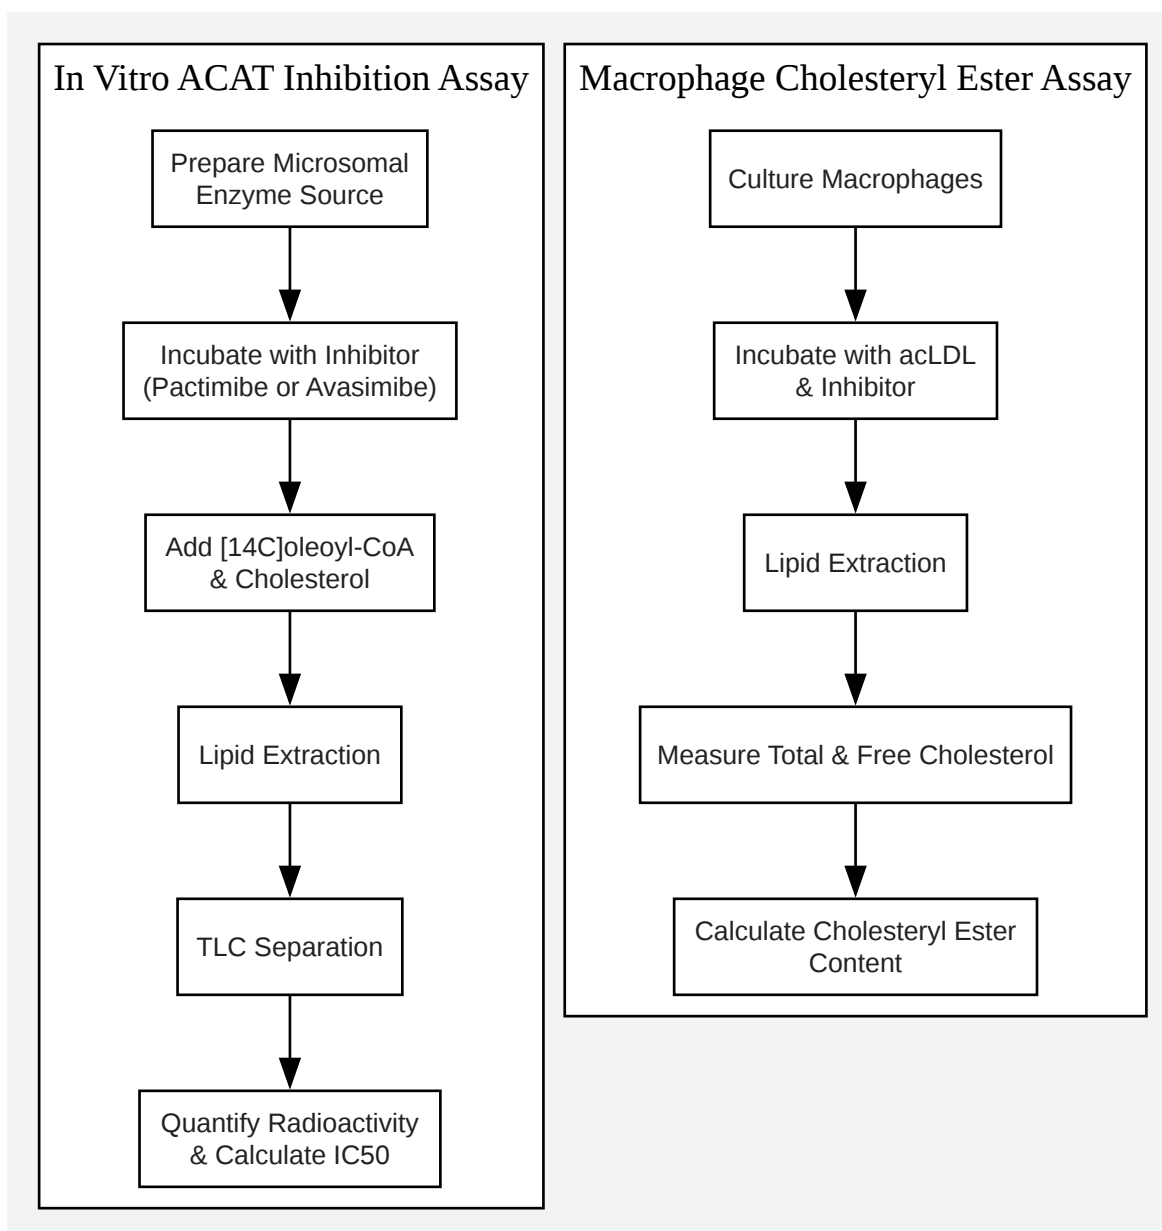 In Vitro ACAT Inhibition Assay
Prepare Microsomal
Enzyme Source
Incubate with Inhibitor
(Pactimibe or Avasimibe)
Add [14C]oleoyl-CoA
& Cholesterol
Lipid Extraction
TLC Separation
Quantify Radioactivity
& Calculate IC50
Macrophage Cholesteryl Ester Assay
Culture Macrophages
Incubate with acLDL
& Inhibitor
Lipid Extraction
Measure Total & Free Cholesterol
Calculate Cholesteryl Ester
Content